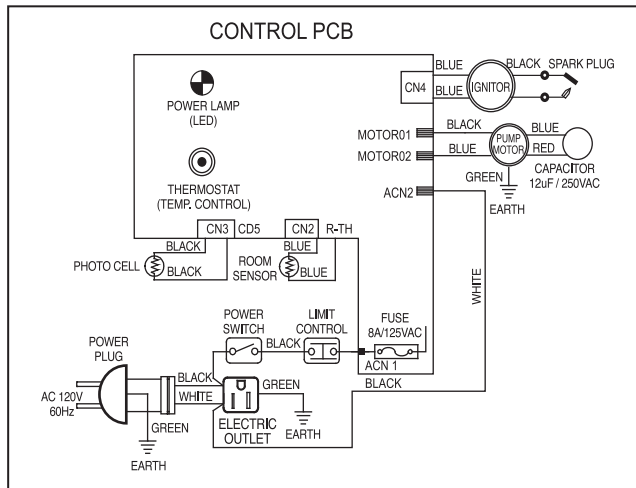 CONTROL PCB
POWER LAMP
(LED)
THERMOSTAT
(TEMP. CONTROL)
CN4
BLUE
BLUE
IGNITOR
BLACK
SPARK PLUG
MOTOR01
BLACK
MOTOR02
BLUE
PUMP
MOTOR
BLUE
RED
CAPACITOR
12uF / 250VAC
GREEN
EARTH
ACN2
WHITE
CN3
CD5
BLACK
BLACK
PHOTO CELL
CN2
R-TH
BLUE
BLUE
ROOM
SENSOR
POWER
SWITCH
BLACK
LIMIT
CONTROL
FUSE
8A/125VAC
ACN 1
BLACK
POWER
PLUG
AC 120V
60Hz
BLACK
WHITE
GREEN
EARTH
ELECTRIC
OUTLET
GREEN
EARTH